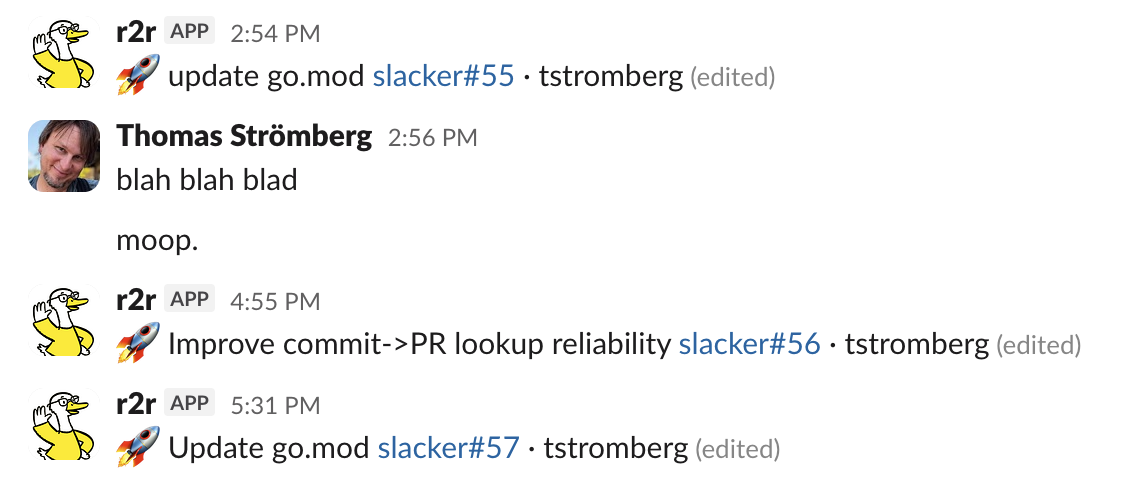 r2r APP 2:54 PM
🚀 update go.mod slacker#55 · tstromberg (edited)
Thomas Strömberg 2:56 PM
blah blah blad
moop.
r2r APP 4:55 PM
🚀 Improve commit->PR lookup reliability slacker#56 · tstromberg (edited)
r2r APP 5:31 PM
🚀 Update go.mod slacker#57 · tstromberg (edited)